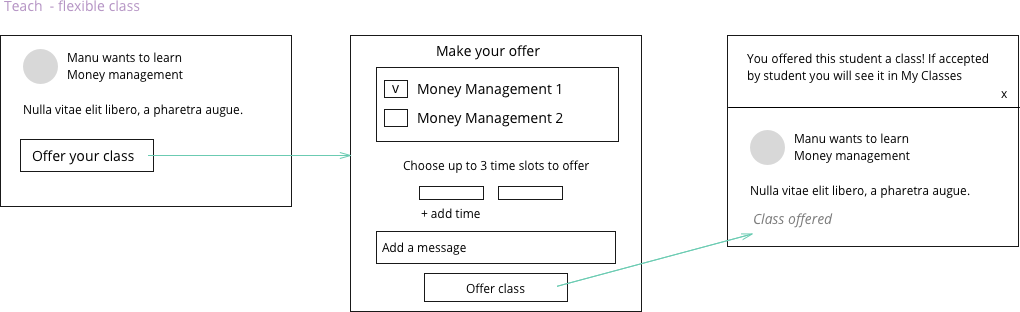 Teach - flexible class
Manu wants to learn
Money management
Nulla vitae elit libero, a pharetra augue.
Offer your class
Make your offer
V Money Management 1
Money Management 2
Choose up to 3 time slots to offer
+ add time
Add a message
Offer class
You offered this student a class! If accepted
by student you will see it in My Classes
x
Manu wants to learn
Money management
Nulla vitae elit libero, a pharetra augue.
Class offered